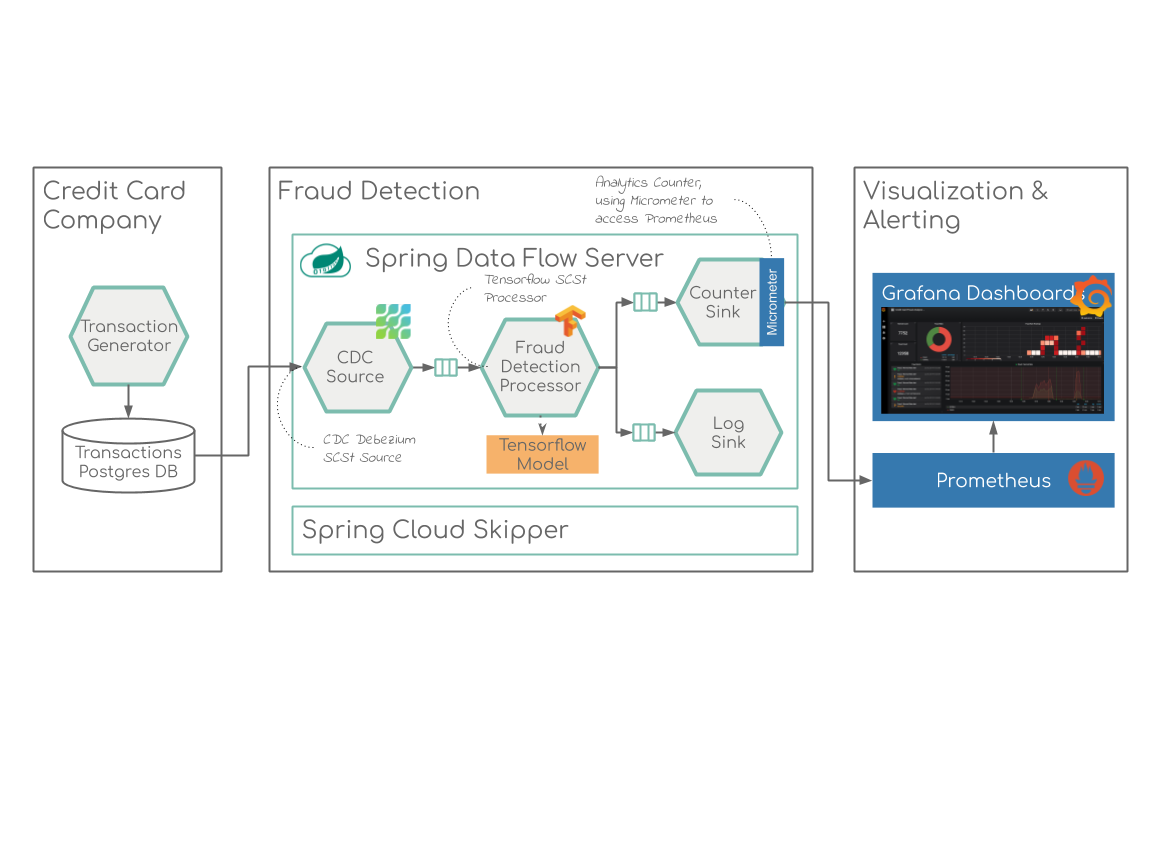 Credit Card
Company
Transaction
Generator
Transactions
Postgres DB
Fraud Detection
Analytics Counter,
using Micrometer to
access Prometheus
Spring Data Flow Server
Tensorflow SCSt
Processor
CDC
Source
Fraud
Detection
Processor
Tensorflow
Model
CDC Debezium
SCSt Source
Counter
Sink
Micrometer
Log
Sink
Spring Cloud Skipper
Visualization &
Alerting
Grafana Dashboards
Prometheus